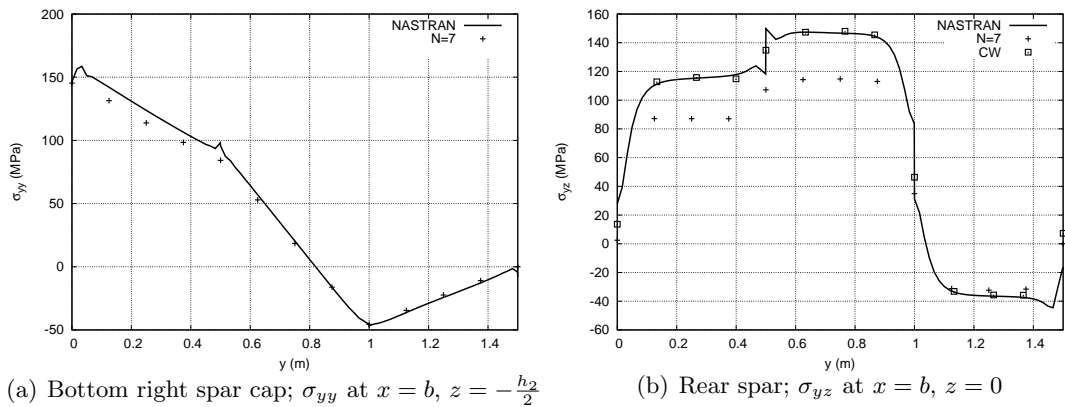 200
150
100
50
0
-50
σyy (MPa)
0 0.2 0.4 0.6 0.8 1 1.2 1.4
y (m)
NASTRAN
N=7
(a) Bottom right spar cap; σyy at x = b, z = −h2/2
160
140
120
100
80
60
40
20
0
-20
-40
-60
σyz (MPa)
0 0.2 0.4 0.6 0.8 1 1.2 1.4
y (m)
NASTRAN
N=7
CW
(b) Rear spar; σyz at x = b, z = 0